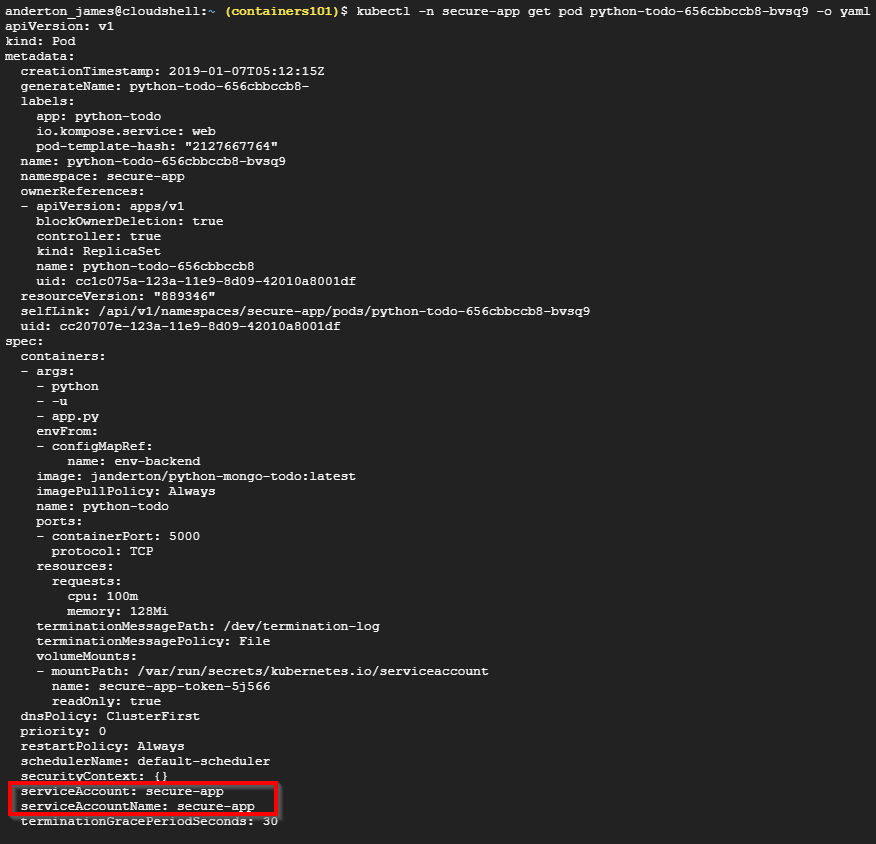 anderton_james@cloudshell:~ (containers101)$ kubectl -n secure-app get pod python-todo-656cbbccb8-bvsq9 -o yaml
apiVersion: v1
kind: Pod
metadata:
  creationTimestamp: 2019-01-07T05:12:15Z
  generateName: python-todo-656cbbccb8-
  labels:
    app: python-todo
    io.kompose.service: web
    pod-template-hash: "2127667764"
  name: python-todo-656cbbccb8-bvsq9
  namespace: secure-app
  ownerReferences:
  - apiVersion: apps/v1
    blockOwnerDeletion: true
    controller: true
    kind: ReplicaSet
    name: python-todo-656cbbccb8
    uid: cc1c075a-123a-11e9-8d09-42010a8001df
  resourceVersion: "889346"
  selfLink: /api/v1/namespaces/secure-app/pods/python-todo-656cbbccb8-bvsq9
  uid: cc20707e-123a-11e9-8d09-42010a8001df
spec:
  containers:
  - args:
    - python
    - -u
    - app.py
    envFrom:
    - configMapRef:
        name: env-backend
    image: janderton/python-mongo-todo:latest
    imagePullPolicy: Always
    name: python-todo
    ports:
    - containerPort: 5000
      protocol: TCP
    resources:
      requests:
        cpu: 100m
        memory: 128Mi
    terminationMessagePath: /dev/termination-log
    terminationMessagePolicy: File
    volumeMounts:
    - mountPath: /var/run/secrets/kubernetes.io/serviceaccount
      name: secure-app-token-5j566
      readOnly: true
  dnsPolicy: ClusterFirst
  priority: 0
  restartPolicy: Always
  schedulerName: default-scheduler
  securityContext: {}
  serviceAccount: secure-app
  serviceAccountName: secure-app
  terminationGracePeriodSeconds: 30